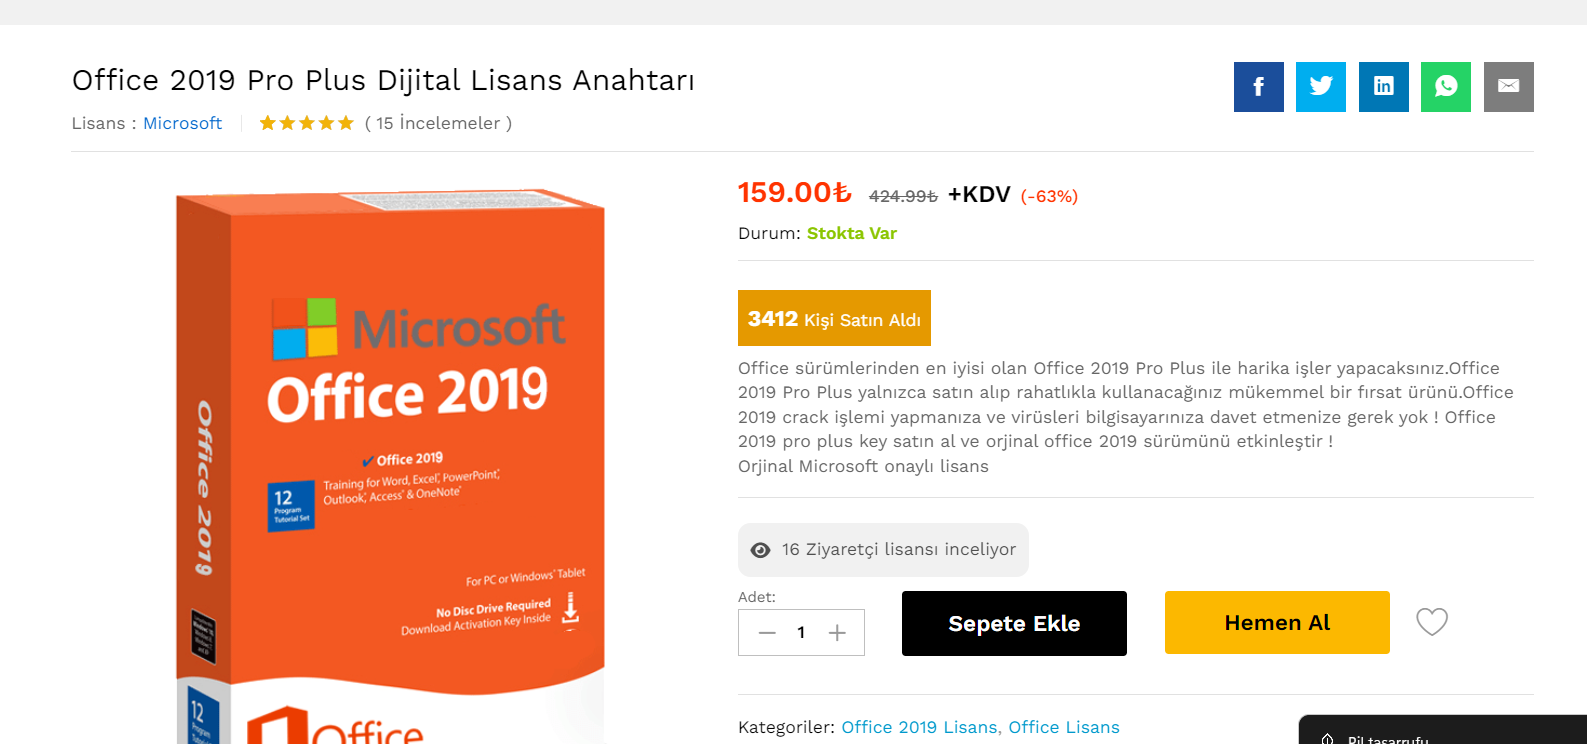 Office 2019 Pro Plus Dijital Lisans Anahtarı
Lisans : Microsoft
( 15 İncelemeler )
159.00₺ 424.99₺ +KDV (-63%)
Durum: Stokta Var
3412 Kişi Satın Aldı
Office sürümlerinden en iyisi olan Office 2019 Pro Plus ile harika işler yapacaksınız.Office
2019 Pro Plus yalnızca satın alıp rahatlıkla kullanacağınız mükemmel bir fırsat ürünü.Office
2019 crack işlemi yapmanıza ve virüsleri bilgisayarınıza davet etmenize gerek yok ! Office
2019 pro plus key satın al ve orjinal office 2019 sürümünü etkinleştir !
Orjinal Microsoft onaylı lisans
16 Ziyaretçi lisansı inceliyor
Adet:
1
Sepete Ekle
Hemen Al
Kategoriler: Office 2019 Lisans, Office Lisans
Microsoft
Office 2019
Office 2019
Office 2019
12
Program
Tutorial Set
Training for Word, Excel, PowerPoint,
Outlook, Access & OneNote
For PC or Windows Tablet
No Disc Drive Required
Download Activation Key Inside
12
Program
Tutorial Set
Office
Pil tasarrufu